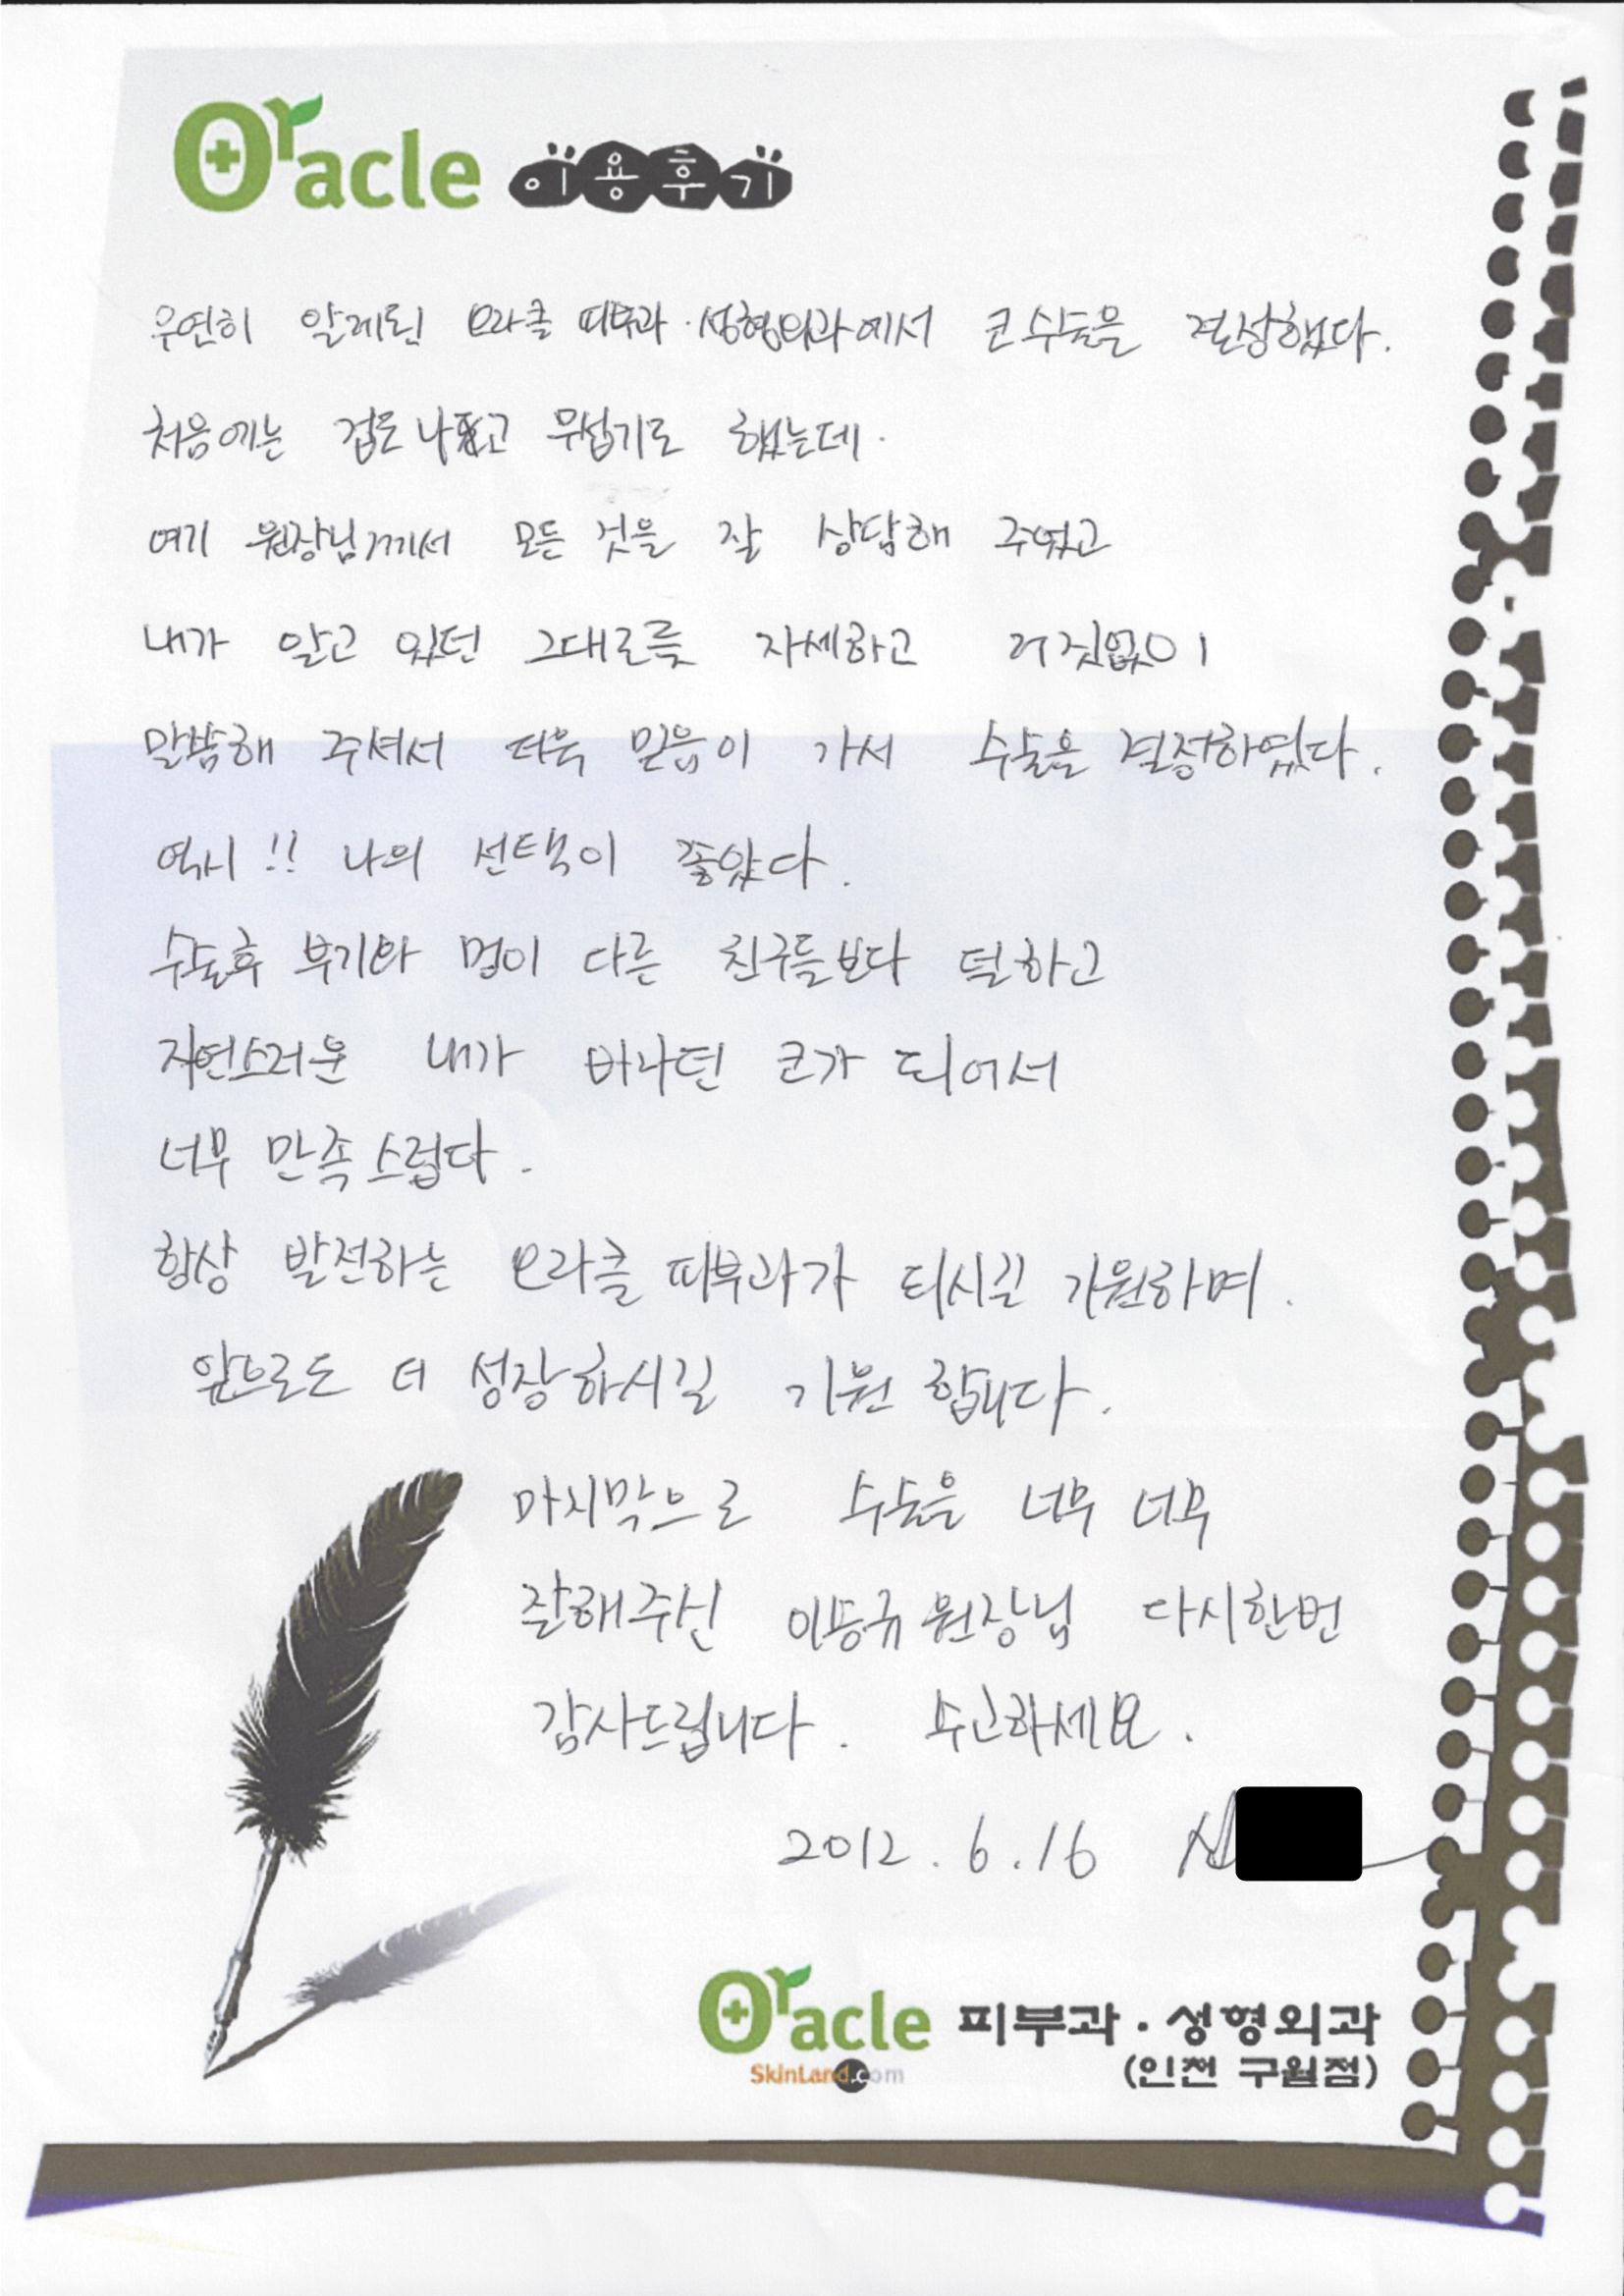 Oracle 이용후기
우연히 알게된 오라클 피부과·성형외과에서 코수술을 결심했다.
처음에는 겁도 나고 무섭기도 했는데.
여기 원장님께서 모든 것을 잘 상담해 주었고
내가 알고 있던 그대로를 자세하고 거짓없이
말씀해 주셔서 더욱 믿음이 가서 수술을 결정하였다.
역시!! 나의 선택이 좋았다.
수술후 부기와 멍이 다른 친구들보다 덜하고
자연스러운 내가 바라던 코가 되어서
너무 만족스럽다.
항상 발전하는 오라클 피부과가 되시길 기원하며.
앞으로도 더 성장하시길 기원 합니다.
마지막으로 수술을 너무 너무
잘해주신 원장님 다시한번
감사드립니다. 수고하세요.
2012.6.16
Oracle 피부과·성형외과
SkinLand.com (인천 구월점)